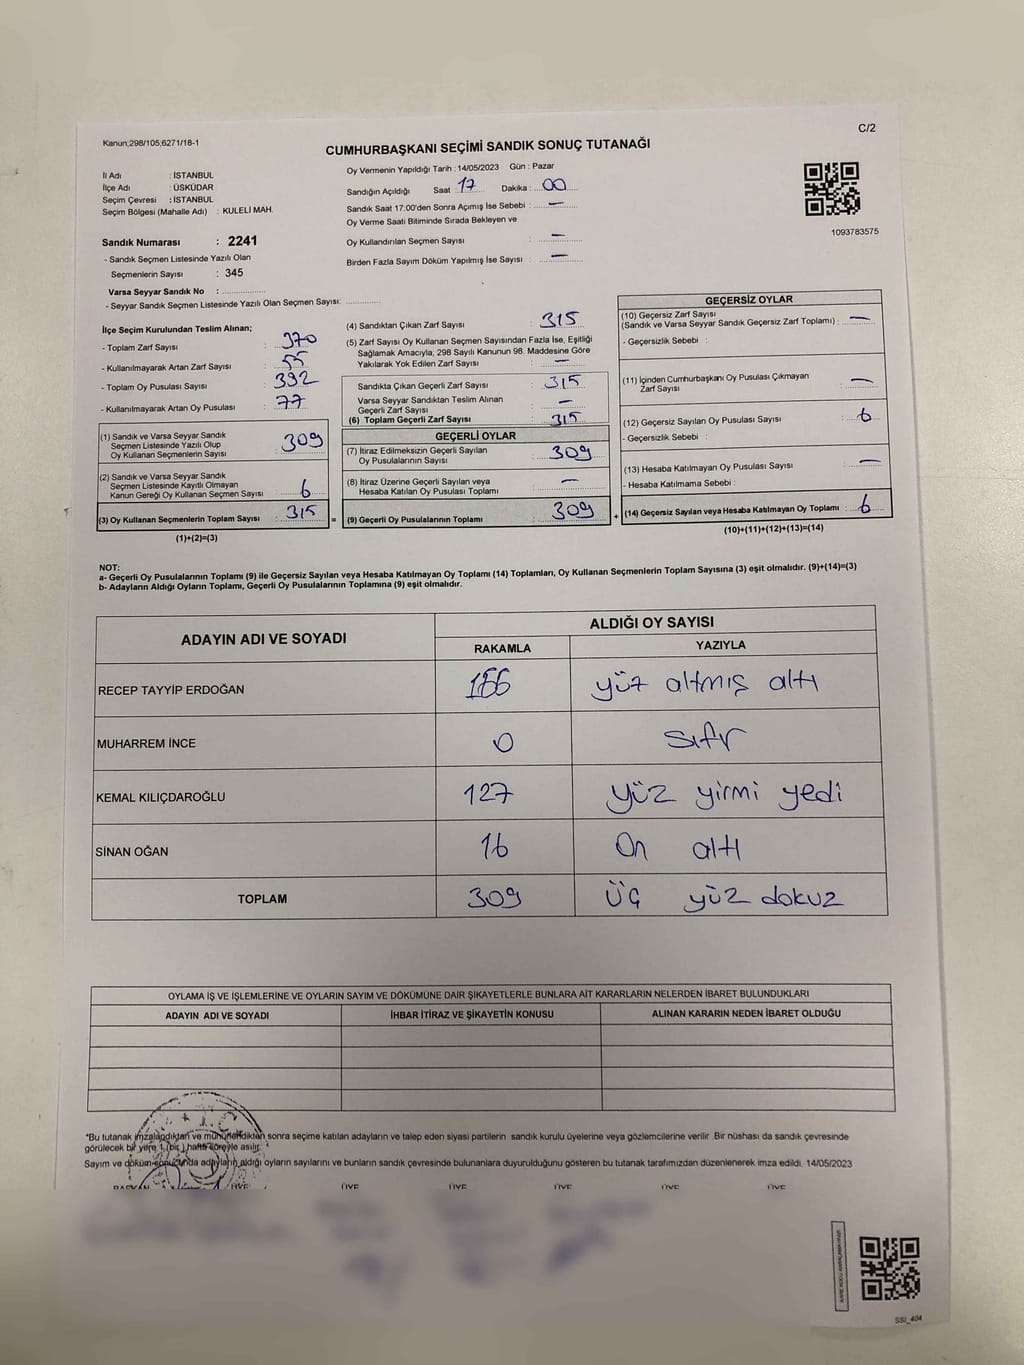 Kanun;298/105,6271/18-1
C/2
CUMHURBAŞKANI SEÇİMİ SANDIK SONUÇ TUTANAĞI
İl Adı : İSTANBUL
İlçe Adı : ÜSKÜDAR
Seçim Çevresi : İSTANBUL
Seçim Bölgesi (Mahalle Adı) : KULELİ MAH.
Sandık Numarası : 2241
- Sandık Seçmen Listesinde Yazılı Olan
Seçmenlerin Sayısı : 345
Varsa Seyyar Sandık No :
- Seyyar Sandık Seçmen Listesinde Yazılı Olan Seçmen Sayısı:
Oy Vermenin Yapıldığı Tarih : 14/05/2023 Gün : Pazar
Sandığın Açıldığı Saat 17 Dakika : 00
Sandık Saat 17:00'den Sonra Açımış İse Sebebi : —
Oy Verme Saati Bitiminde Sırada Bekleyen ve
Oy Kullandırılan Seçmen Sayısı : —
Birden Fazla Sayım Döküm Yapılmış İse Sayısı : —
1093783575
İlçe Seçim Kurulundan Teslim Alınan;
- Toplam Zarf Sayısı : 370
- Kullanılmayarak Artan Zarf Sayısı : 55
- Toplam Oy Pusulası Sayısı : 392
- Kullanılmayarak Artan Oy Pusulası : 77
(1) Sandık ve Varsa Seyyar Sandık
Seçmen Listesinde Yazılı Olup
Oy Kullanan Seçmenlerin Sayısı : 309
(2) Sandık ve Varsa Seyyar Sandık
Seçmen Listesinde Kayıtlı Olmayan
Kanun Gereği Oy Kullanan Seçmen Sayısı : 6
(3) Oy Kullanan Seçmenlerin Toplam Sayısı : 315
(1)+(2)=(3)
(4) Sandıktan Çıkan Zarf Sayısı : 315
(5) Zarf Sayısı Oy Kullanan Seçmen Sayısından Fazla İse, Eşitliği
Sağlamak Amacıyla, 298 Sayılı Kanunun 98. Maddesine Göre
Yakılarak Yok Edilen Zarf Sayısı : —
Sandıkta Çıkan Geçerli Zarf Sayısı : 315
Varsa Seyyar Sandıktan Teslim Alınan
Geçerli Zarf Sayısı : —
(6) Toplam Geçerli Zarf Sayısı : 315
GEÇERLİ OYLAR
(7) İtiraz Edilmeksizin Geçerli Sayılan
Oy Pusulalarının Sayısı : 309
(8) İtiraz Üzerine Geçerli Sayılan veya
Hesaba Katılan Oy Pusulası Toplamı : —
= (9) Geçerli Oy Pusulalarının Toplamı : 309 +
GEÇERSİZ OYLAR
(10) Geçersiz Zarf Sayısı
(Sandık ve Varsa Seyyar Sandık Geçersiz Zarf Toplamı) : —
- Geçersizlik Sebebi :
(11) İçinden Cumhurbaşkanı Oy Pusulası Çıkmayan
Zarf Sayısı : —
(12) Geçersiz Sayılan Oy Pusulası Sayısı : 6
- Geçersizlik Sebebi :
(13) Hesaba Katılmayan Oy Pusulası Sayısı : —
- Hesaba Katılmama Sebebi :
(14) Geçersiz Sayılan veya Hesaba Katılmayan Oy Toplamı : 6
(10)+(11)+(12)+(13)=(14)
NOT:
a- Geçerli Oy Pusulalarının Toplamı (9) ile Geçersiz Sayılan veya Hesaba Katılmayan Oy Toplamı (14) Toplamları, Oy Kullanan Seçmenlerin Toplam Sayısına (3) eşit olmalıdır. (9)+(14)=(3)
b- Adayların Aldığı Oyların Toplamı, Geçerli Oy Pusulalarının Toplamına (9) eşit olmalıdır.
ADAYIN ADI VE SOYADI ALDIĞI OY SAYISI
RAKAMLA YAZIYLA
RECEP TAYYİP ERDOĞAN 166 yüz altmış altı
MUHARREM İNCE 0 sıfır
KEMAL KILIÇDAROĞLU 127 yüz yirmi yedi
SİNAN OĞAN 16 On altı
TOPLAM 309 üç yüz dokuz
OYLAMA İŞ VE İŞLEMLERİNE VE OYLARIN SAYIM VE DÖKÜMÜNE DAİR ŞİKAYETLERLE BUNLARA AİT KARARLARIN NELERDEN İBARET BULUNDUKLARI
ADAYIN ADI VE SOYADI İHBAR İTİRAZ VE ŞİKAYETİN KONUSU ALINAN KARARIN NEDEN İBARET OLDUĞU
*Bu tutanak imzalandıktan ve mühürlendikten sonra seçime katılan adayların ve talep eden siyasi partilerin sandık kurulu üyelerine veya gözlemcilerine verilir .Bir nüshası da sandık çevresinde
görülecek bir yere 1 (bir ) hafta süreyle asılır.
Sayım ve döküm sonucunda adayların aldığı oyların sayılarını ve bunların sandık çevresinde bulunanlara duyurulduğunu gösteren bu tutanak tarafımızdan düzenlenerek imza edildi. 14/05/2023
BAŞKAN ÜYE ÜYE ÜYE ÜYE ÜYE ÜYE
SSI_404